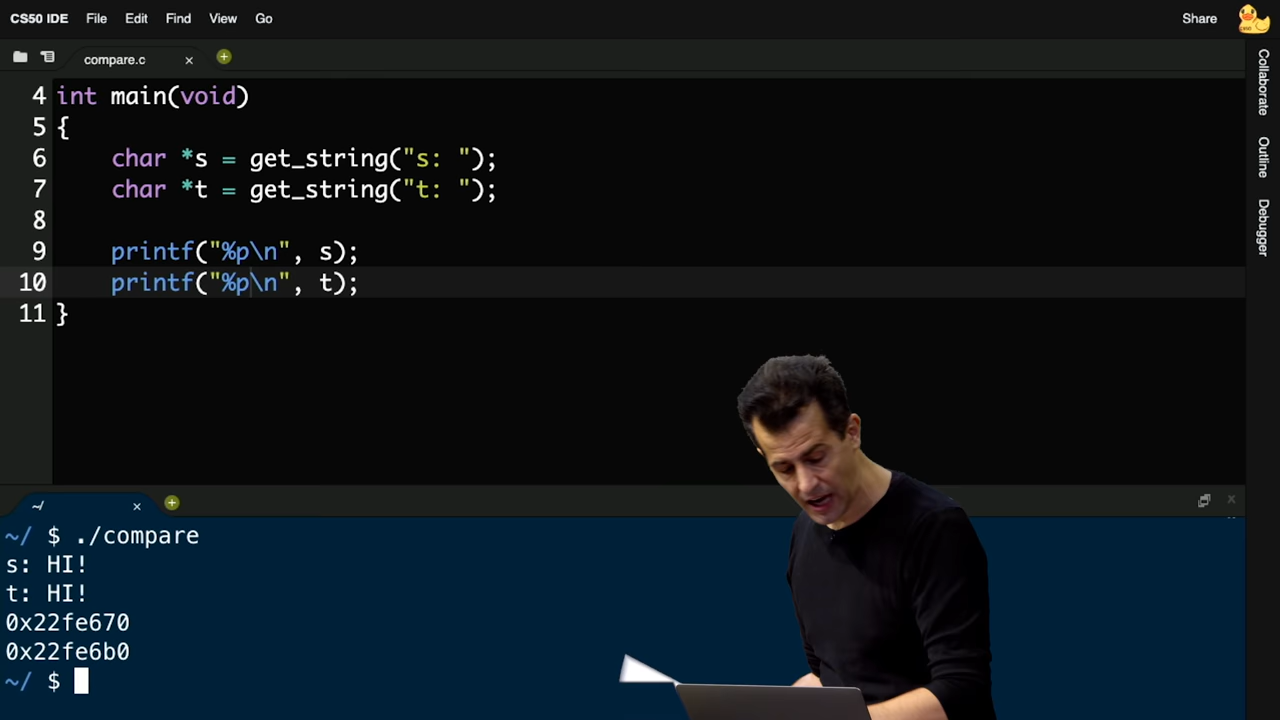 CS50 IDE File Edit Find View Go Share
compare.c
4 int main(void)
5 {
6 char *s = get_string("s: ");
7 char *t = get_string("t: ");
8
9 printf("%p\n", s);
10 printf("%p\n", t);
11 }
Collaborate
Outline
Debugger
~/ $ ./compare
s: HI!
t: HI!
0x22fe670
0x22fe6b0
~/ $